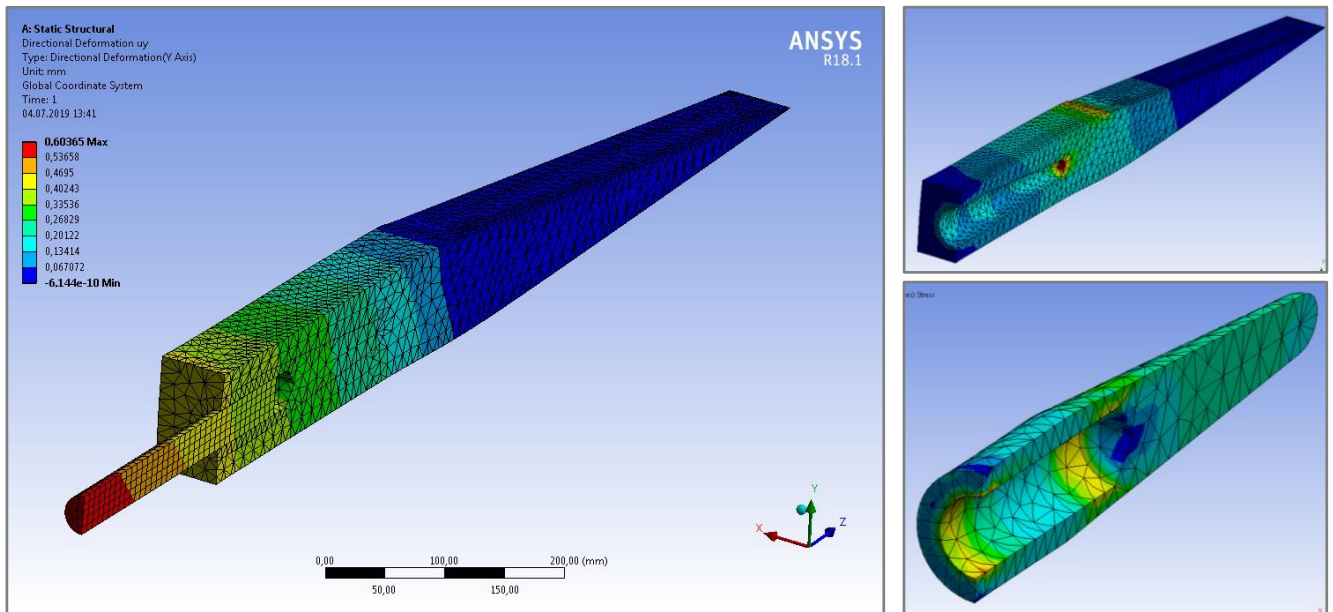 A: Static Structural
Directional Deformation uy
Type: Directional Deformation(Y Axis)
Unit: mm
Global Coordinate System
Time: 1
04.07.2019 13:41
0,60365 Max
0,53658
0,4695
0,40243
0,33536
0,26829
0,20122
0,13414
0,067072
-6,144e-10 Min
ANSYS
R18.1
X
Y
Z
0,00
100,00
200,00 (mm)
50,00
150,00
Stress